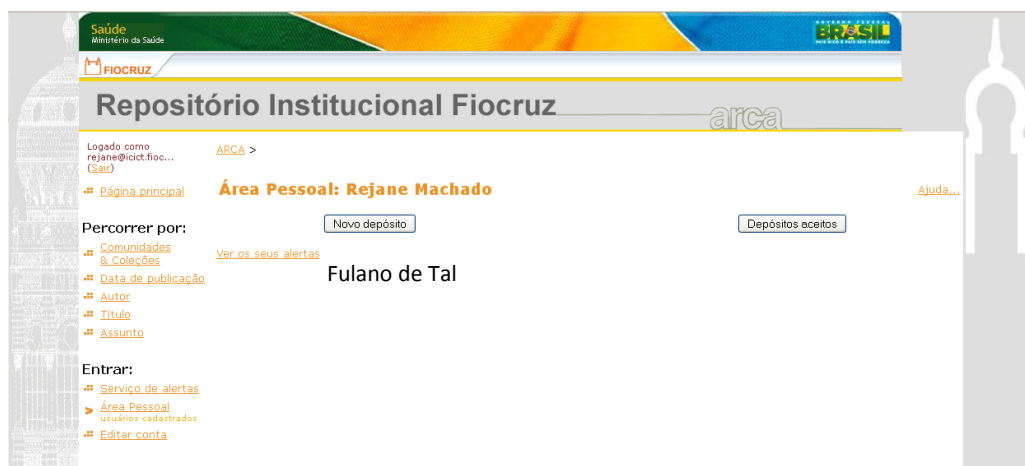 Saúde
Ministério da Saúde
BRASIL
FIOCRUZ
Repositório Institucional Fiocruz
arca
Logado como
rejane@icict.fioc...
(Sair)
ARCA >
Página principal
Área Pessoal: Rejane Machado
Ajuda...
Novo depósito
Depósitos aceitos
Percorrer por:
Comunidades
& Coleções
Ver os seus alertas
Fulano de Tal
Data de publicação
Autor
Título
Assunto
Entrar:
Serviço de alertas
> Área Pessoal
usuários cadastrados
Editar conta